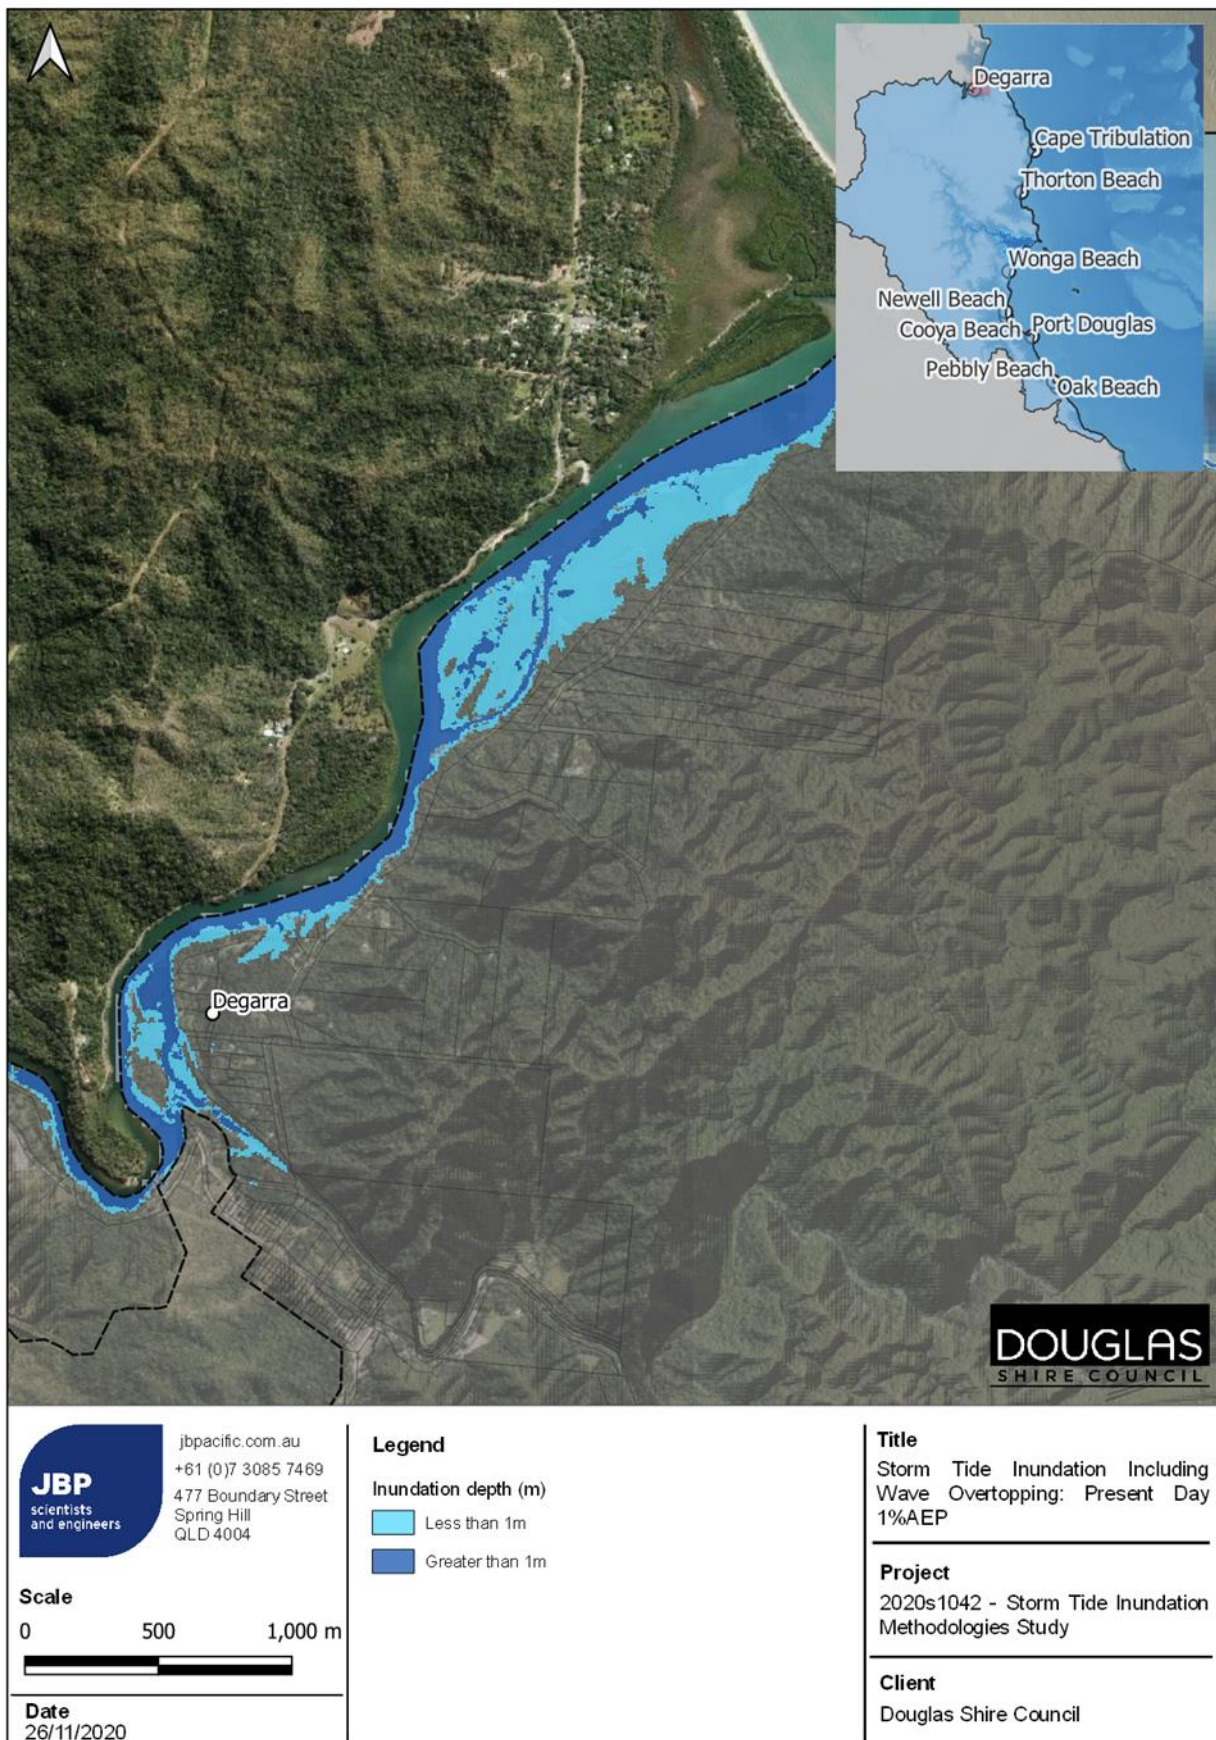 Degarra
Cape Tribulation
Thorton Beach
Wonga Beach
Newell Beach
Cooya Beach
Port Douglas
Pebbly Beach
Oak Beach
Degarra
DOUGLAS
SHIRE COUNCIL
JBP
scientists
and engineers
jbpacific.com.au
+61 (0)7 3085 7469
477 Boundary Street
Spring Hill
QLD 4004
Scale
0 500 1,000 m
Date
26/11/2020
Legend
Inundation depth (m)
Less than 1m
Greater than 1m
Title
Storm Tide Inundation Including
Wave Overtopping: Present Day
1%AEP
Project
2020s1042 - Storm Tide Inundation
Methodologies Study
Client
Douglas Shire Council